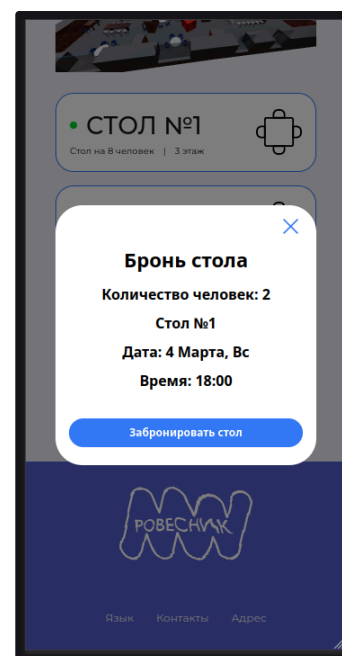 СТОЛ №1
Стол на 8 человек | 3 этаж
Бронь стола
Количество человек: 2
Стол №1
Дата: 4 Марта, Вс
Время: 18:00
Забронировать стол
РОВЕСНИК
Язык Контакты Адрес